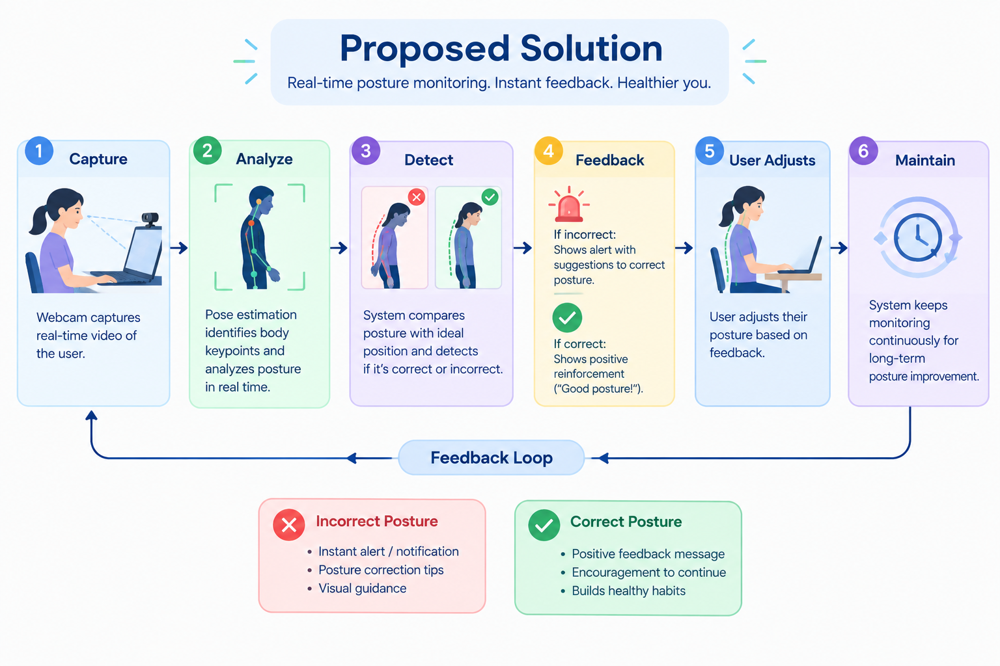 Proposed Solution
Real-time posture monitoring. Instant feedback. Healthier you.
1
Capture
Webcam captures
real-time video of
the user.
2
Analyze
Pose estimation
identifies body
keypoints and
analyzes posture
in real time.
3
Detect
System compares
posture with ideal
position and detects
if it's correct or incorrect.
4
Feedback
If incorrect:
Shows alert with
suggestions to correct
posture.
If correct:
Shows positive
reinforcement
("Good posture!").
5
User Adjusts
User adjusts their
posture based on
feedback.
6
Maintain
System keeps
monitoring
continuously for
long-term
posture improvement.
Feedback Loop
Incorrect Posture
• Instant alert / notification
• Posture correction tips
• Visual guidance
Correct Posture
• Positive feedback message
• Encouragement to continue
• Builds healthy habits